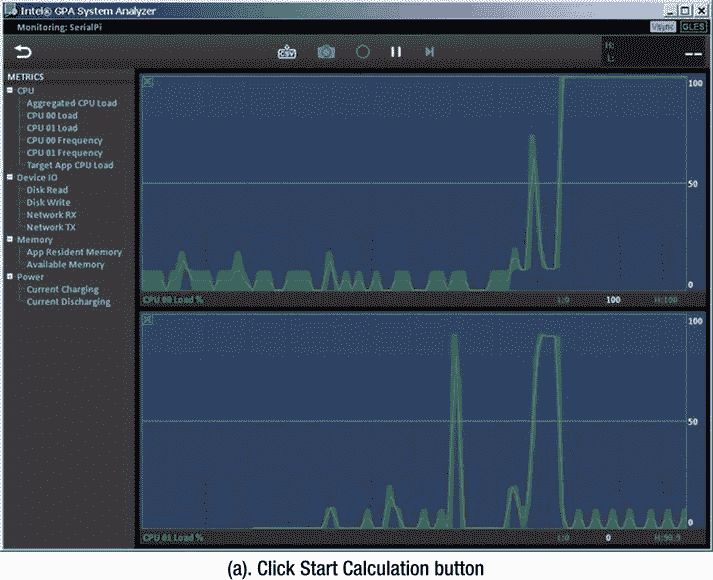 Intel® GPA System Analyzer
Monitoring: SerialPi
Vsync GLES
CSV
H:
L: --
METRICS
CPU
Aggregated CPU Load
CPU 00 Load
CPU 01 Load
CPU 00 Frequency
CPU 01 Frequency
Target App CPU Load
Device IO
Disk Read
Disk Write
Network RX
Network TX
Memory
App Resident Memory
Available Memory
Power
Current Charging
Current Discharging
100
50
0
CPU 00 Load % L:0 100 H:100
100
50
0
CPU 01 Load % L:0 0 H:90.9
(a). Click Start Calculation button